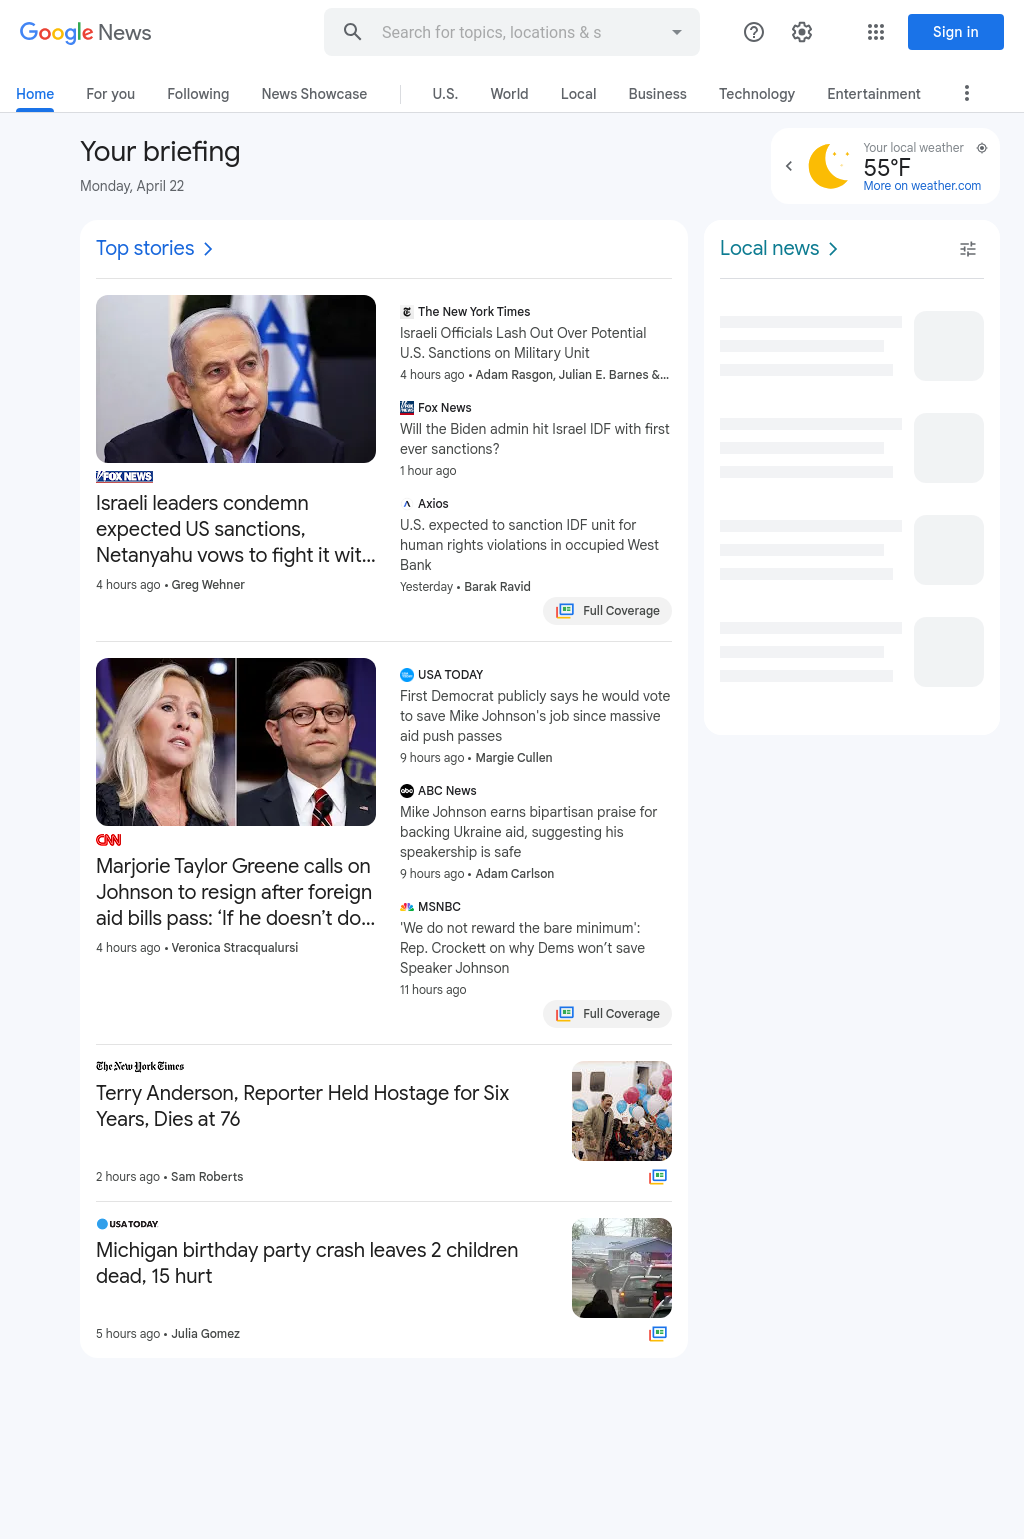 Google News
Search for topics, locations & s
Sign in
Home
For you
Following
News Showcase
U.S.
World
Local
Business
Technology
Entertainment
Your briefing
Monday, April 22
Your local weather
55°F
More on weather.com
Top stories
FOX NEWS
Israeli leaders condemn
expected US sanctions,
Netanyahu vows to fight it wit...
4 hours ago • Greg Wehner
The New York Times
Israeli Officials Lash Out Over Potential
U.S. Sanctions on Military Unit
4 hours ago • Adam Rasgon, Julian E. Barnes &...
Fox News
Will the Biden admin hit Israel IDF with first
ever sanctions?
1 hour ago
Axios
U.S. expected to sanction IDF unit for
human rights violations in occupied West
Bank
Yesterday • Barak Ravid
Full Coverage
CNN
Marjorie Taylor Greene calls on
Johnson to resign after foreign
aid bills pass: ‘If he doesn’t do...
4 hours ago • Veronica Stracqualursi
USA TODAY
First Democrat publicly says he would vote
to save Mike Johnson's job since massive
aid push passes
9 hours ago • Margie Cullen
abc
ABC News
Mike Johnson earns bipartisan praise for
backing Ukraine aid, suggesting his
speakership is safe
9 hours ago • Adam Carlson
MSNBC
'We do not reward the bare minimum':
Rep. Crockett on why Dems won’t save
Speaker Johnson
11 hours ago
Full Coverage
The New York Times
Terry Anderson, Reporter Held Hostage for Six
Years, Dies at 76
2 hours ago • Sam Roberts
USA TODAY
Michigan birthday party crash leaves 2 children
dead, 15 hurt
5 hours ago • Julia Gomez
Local news